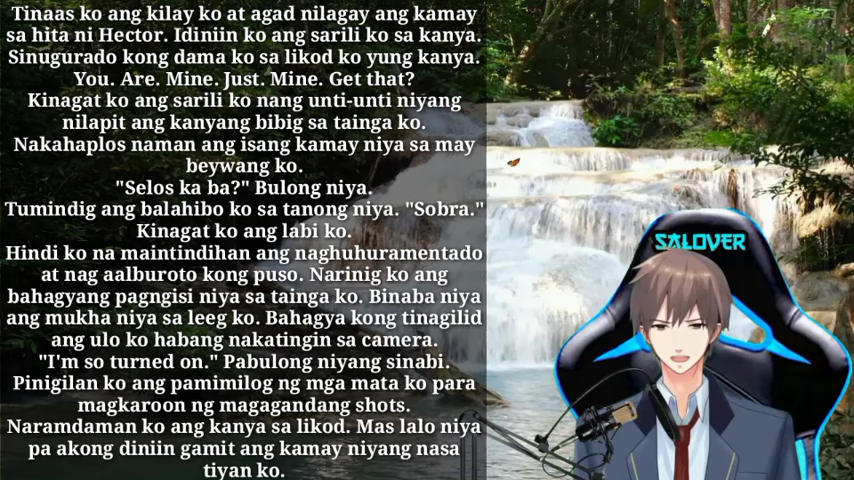 Tinaas ko ang kilay ko at agad nilagay ang kamay
sa hita ni Hector. Idiniin ko ang sarili ko sa kanya.
Sinugurado kong dama ko sa likod ko yung kanya.
You. Are. Mine. Just. Mine. Get that?
Kinagat ko ang sarili ko nang unti-unti niyang
nilapit ang kanyang bibig sa tainga ko.
Nakahaplos naman ang isang kamay niya sa may
beywang ko.
"Selos ka ba?" Bulong niya.
Tumindig ang balahibo ko sa tanong niya. "Sobra."
Kinagat ko ang labi ko.
Hindi ko na maintindihan ang naghuhuramentado
at nag aalburoto kong puso. Narinig ko ang
bahagyang pagngisi niya sa tainga ko. Binaba niya
ang mukha niya sa leeg ko. Bahagya kong tinagilid
ang ulo ko habang nakatingin sa camera.
"I'm so turned on." Pabulong niyang sinabi.
Pinigilan ko ang pamimilog ng mga mata ko para
magkaroon ng magagandang shots.
Naramdaman ko ang kanya sa likod. Mas lalo niya
pa akong diniin gamit ang kamay niyang nasa
tiyan ko.
SALOVER